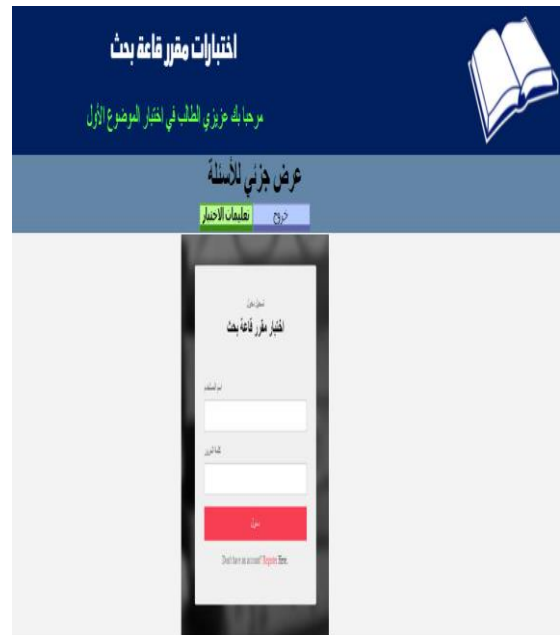 اختبارات مقرر قاعة بحث
مرحبا بك عزيزي الطالب في اختبار الموضوع الأول
عرض جزئي للأسئلة
خروج
تعليمات الاختبار
تسجيل دخول
اختبار مقرر قاعة بحث
اسم المستخدم
كلمة المرور
دخول
Don't have an account? Register Here.